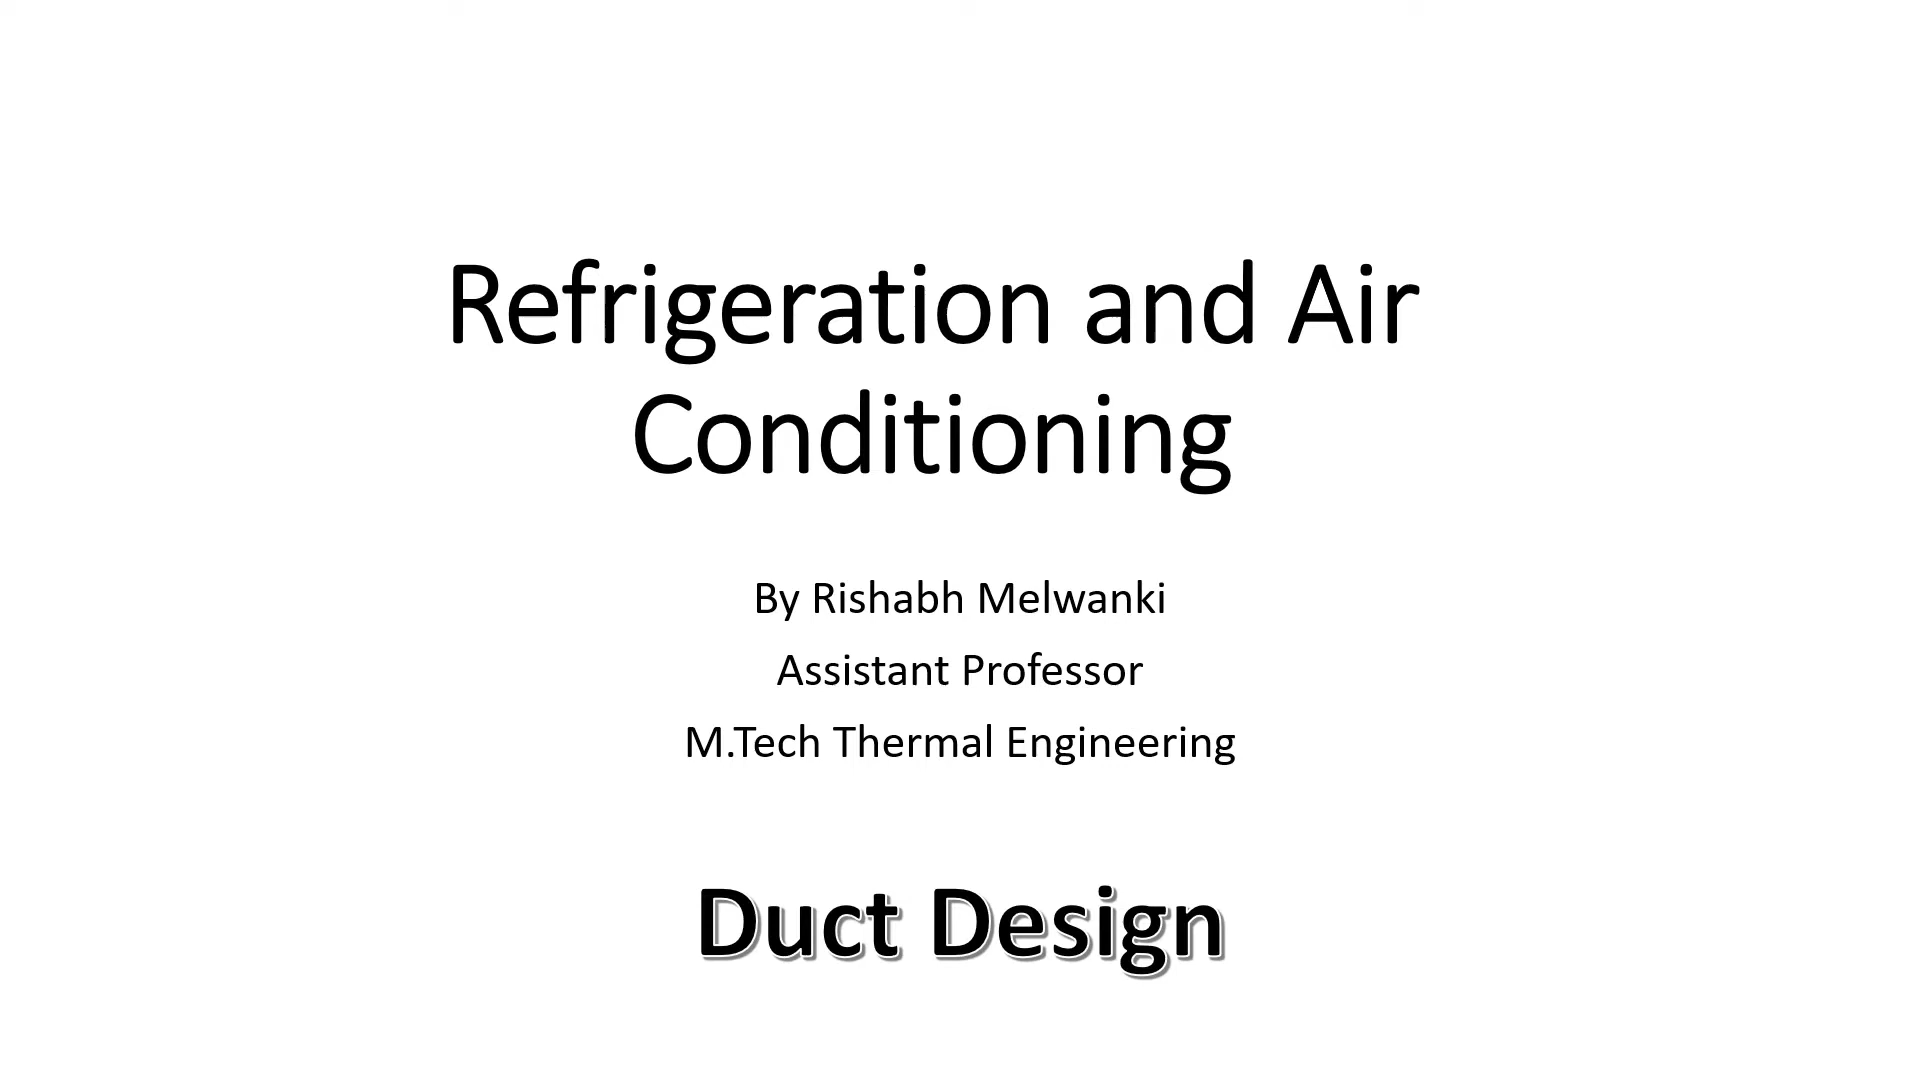 Refrigeration and Air
Conditioning
By Rishabh Melwanki
Assistant Professor
M.Tech Thermal Engineering
Duct Design